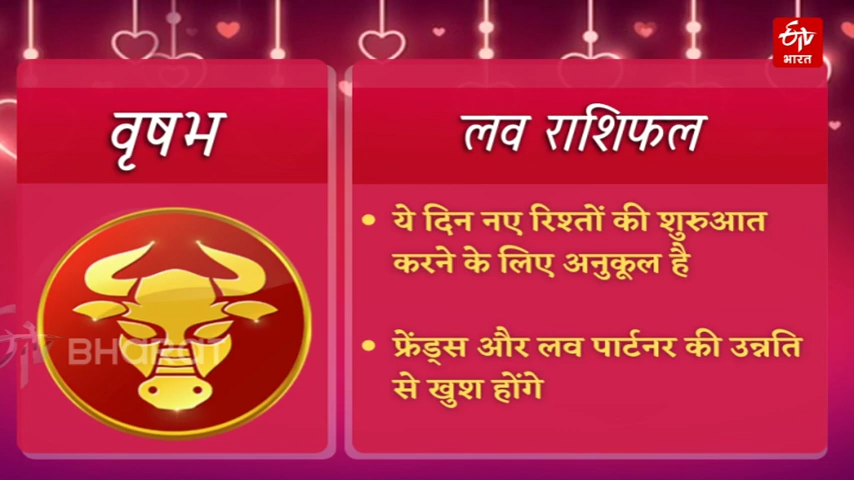 ETV
भारत
वृषभ
लव राशिफल
• ये दिन नए रिश्तों की शुरुआत
करने के लिए अनुकूल है
• फ्रेंड्स और लव पार्टनर की उन्नति
से खुश होंगे
BHARAT